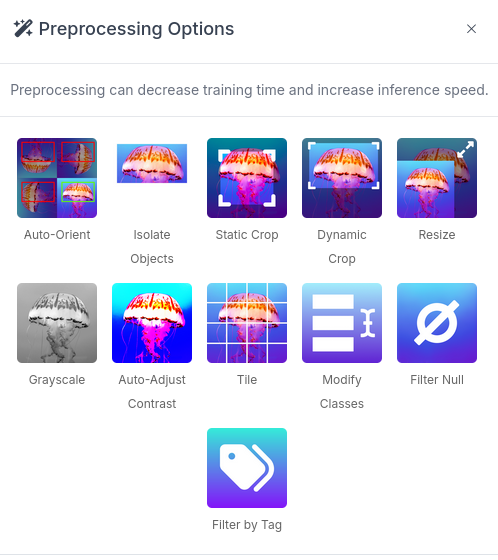 Preprocessing Options
Preprocessing can decrease training time and increase inference speed.
Auto-Orient
Isolate
Objects
Static Crop
Dynamic
Crop
Resize
Grayscale
Auto-Adjust
Contrast
Tile
Modify
Classes
Filter Null
Filter by Tag